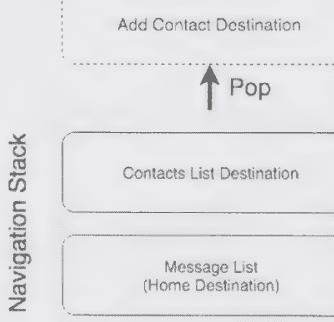 Add Contact Destination
Pop
Navigation Stack
Contacts List Destination
Message List
(Home Destination)